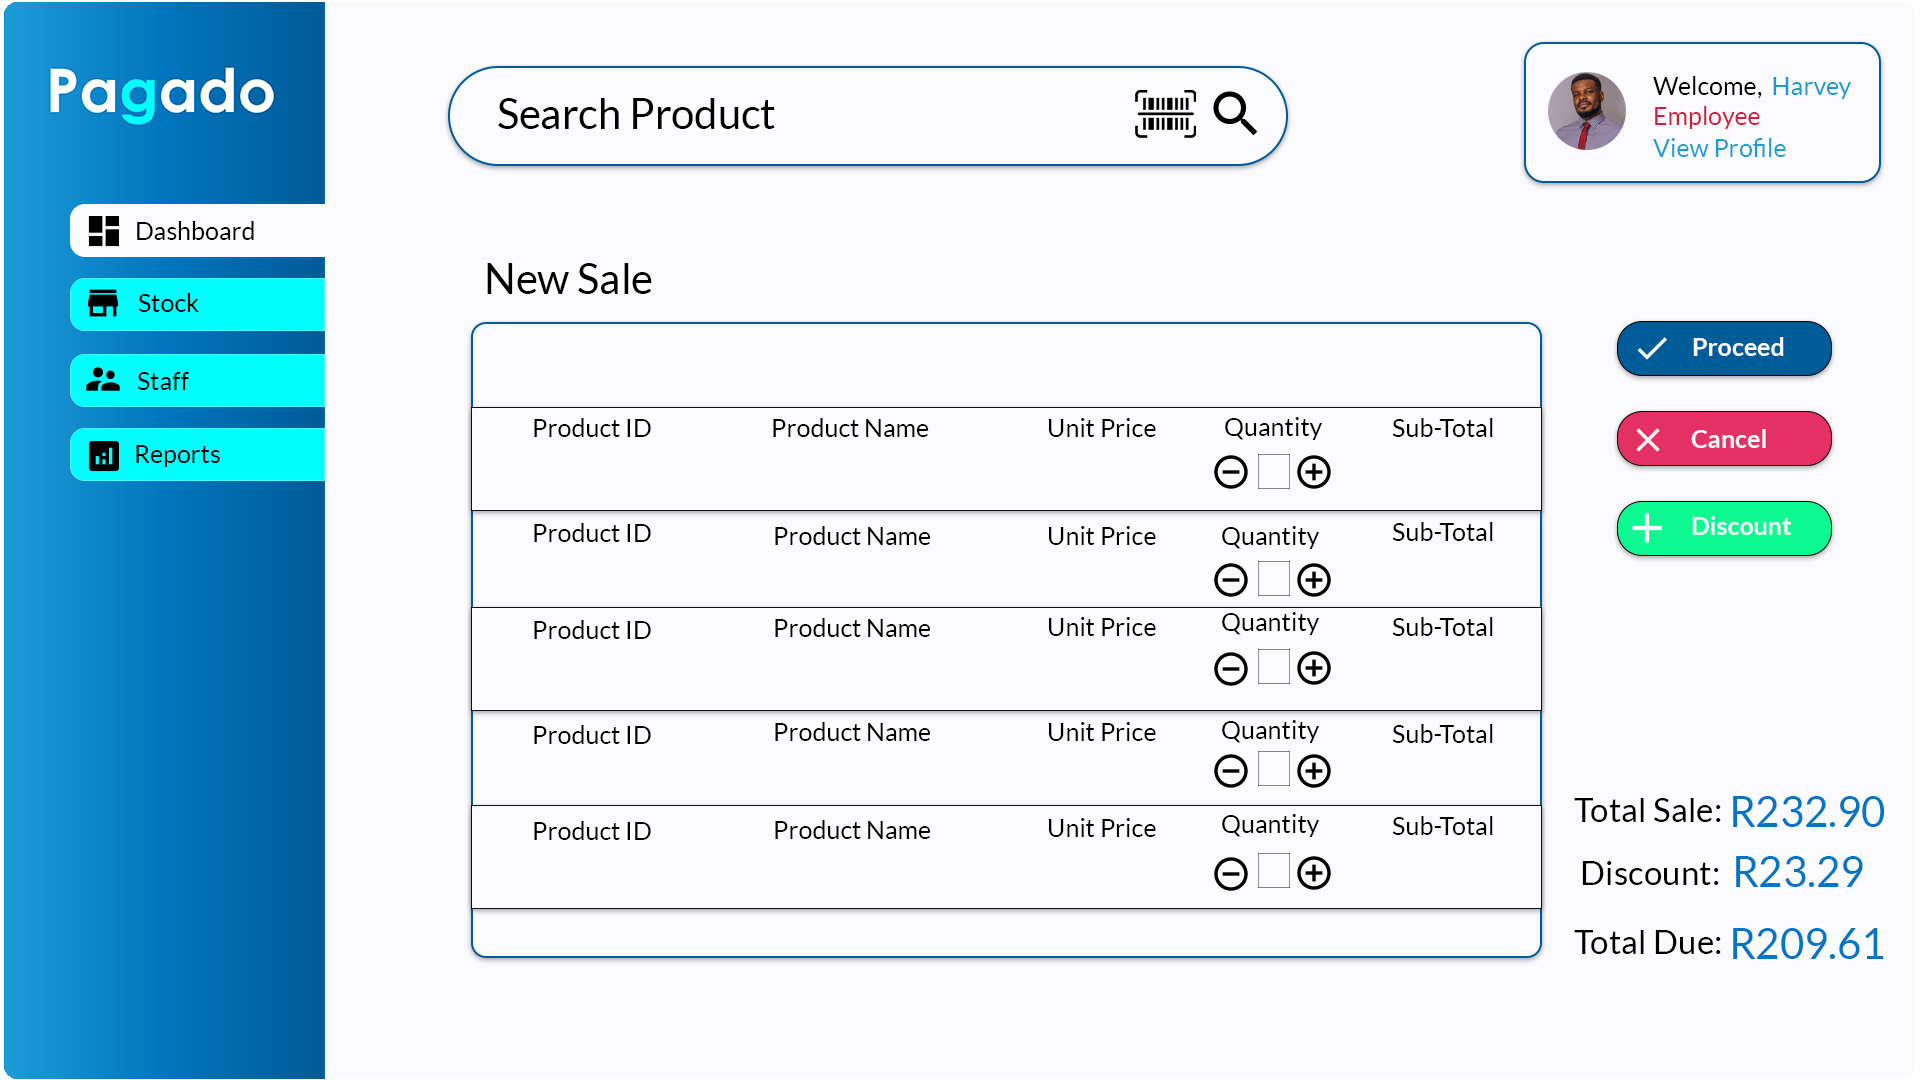 Pagado
Search Product
Welcome, Harvey
Employee
View Profile
Dashboard
Stock
Staff
Reports
New Sale
Proceed
Cancel
Discount
Product ID Product Name Unit Price Quantity Sub-Total
Product ID Product Name Unit Price Quantity Sub-Total
Product ID Product Name Unit Price Quantity Sub-Total
Product ID Product Name Unit Price Quantity Sub-Total
Product ID Product Name Unit Price Quantity Sub-Total
Total Sale: R232.90
Discount: R23.29
Total Due: R209.61